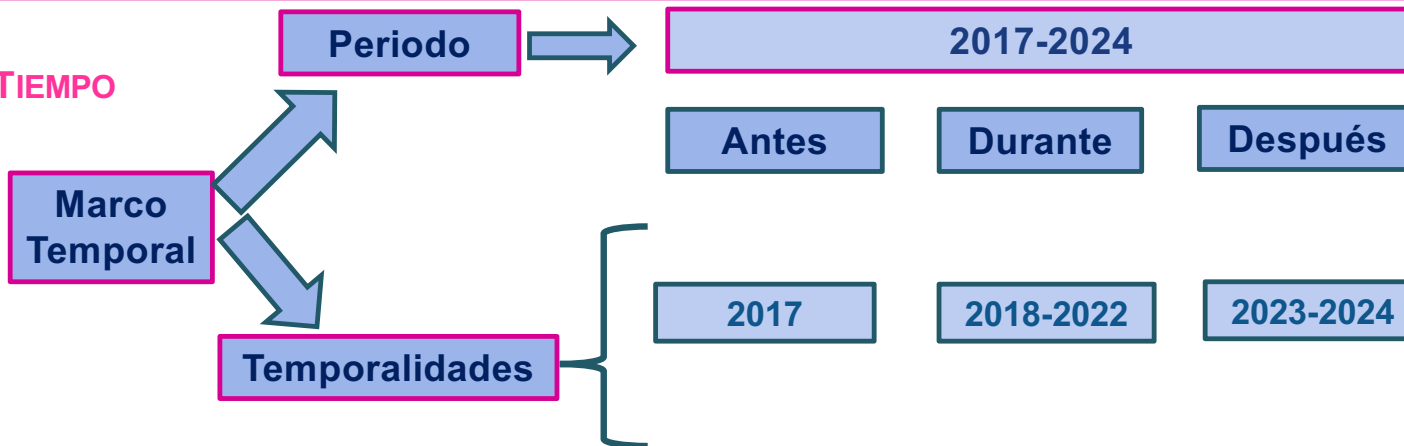 Periodo
2017-2024
TIEMPO
Antes
Durante
Después
Marco
Temporal
2017
2018-2022
2023-2024
Temporalidades